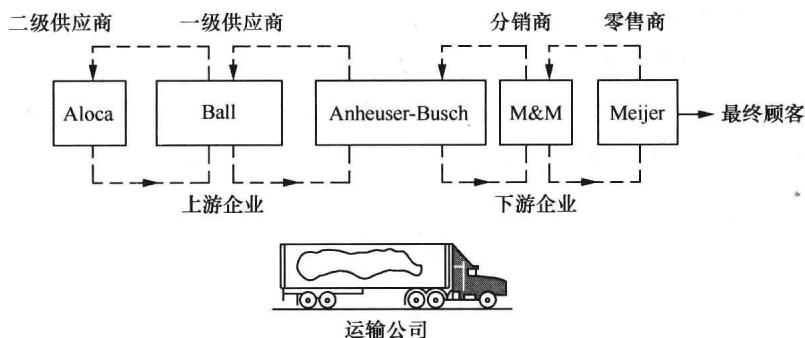 二级供应商 一级供应商 分销商 零售商
Aloca Ball Anheuser-Busch M&M Meijer 最终顾客
上游企业 下游企业
运输公司